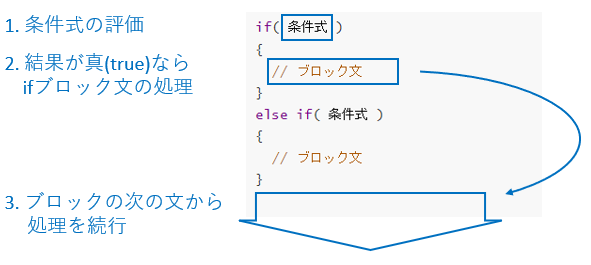 1. 条件式の評価
2. 結果が真(true)なら
ifブロック文の処理
3. ブロックの次の文から
処理を続行
if( 条件式 )
{
// ブロック文
}
else if( 条件式 )
{
// ブロック文
}